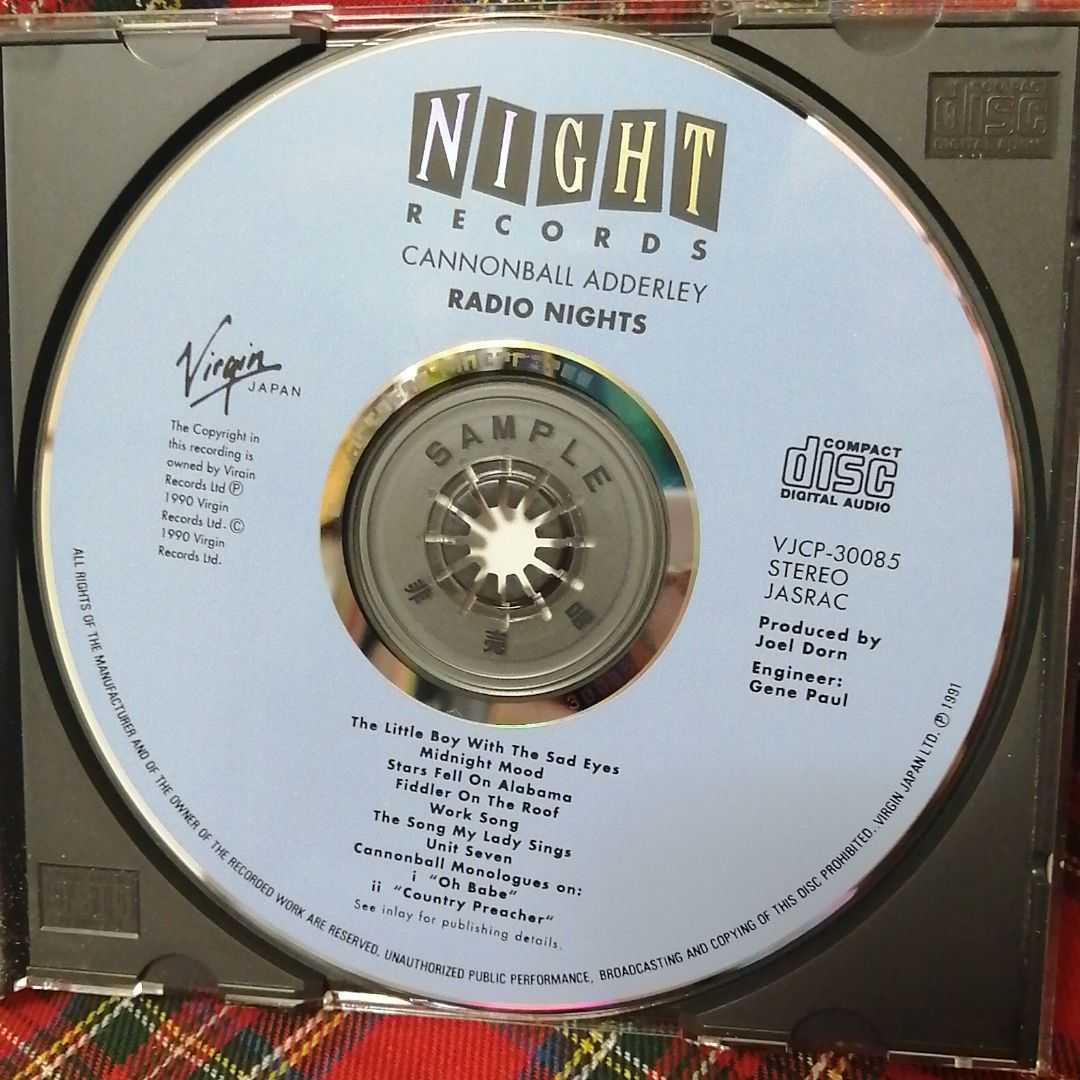 NIGHT
RECORDS
CANNONBALL ADDERLEY
RADIO NIGHTS
Virgin
JAPAN
The Copyright in
this recording is
owned by Virgin
Records Ltd Ⓟ
1990 Virgin
Records Ltd. ©
1990 Virgin
Records Ltd.
SAMPLE
非売品
COMPACT
disc
DIGITAL AUDIO
VJCP-30085
STEREO
JASRAC
Produced by
Joel Dorn
Engineer:
Gene Paul
The Little Boy With The Sad Eyes
Midnight Mood
Stars Fell On Alabama
Fiddler On The Roof
Work Song
The Song My Lady Sings
Unit Seven
Cannonball Monologues on:
i "Oh Babe"
ii "Country Preacher"
See inlay for publishing details.
ALL RIGHTS OF THE MANUFACTURER AND OF THE OWNER OF THE RECORDED WORK ARE RESERVED. UNAUTHORIZED PUBLIC PERFORMANCE, BROADCASTING AND COPYING OF THIS DISC PROHIBITED. VIRGIN JAPAN LTD. Ⓟ 1991
COMPACT
disc
DIGITAL AUDIO